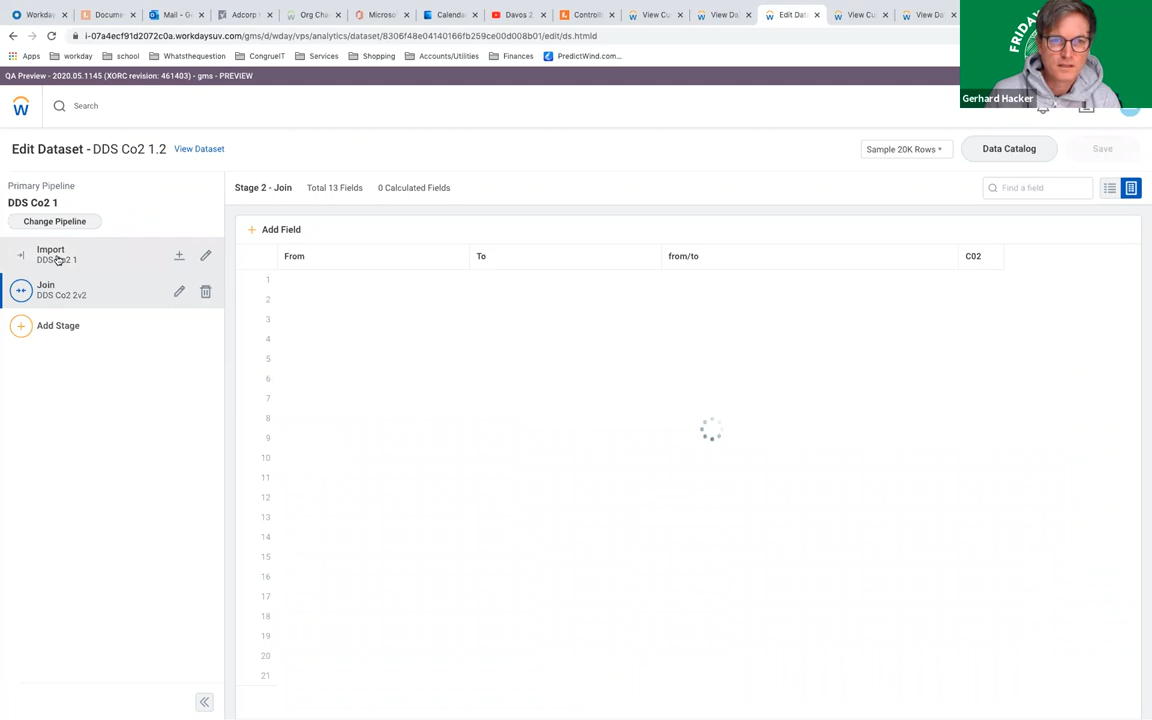 Workday
Docume
Mail – G
Adcorp
Org Cha
Microso
Calenda
Davos 2
Controll
View Cu
View Da
Edit Dat
View Cu
View Da
i-07a4ecf91d2072c0a.workdaysuv.com/gms/d/wday/vps/analytics/dataset/8306f48e04140166fb259ce00d008b01/edit/ds.htmld
Apps workday school Whatsthequestion CongrueIT Services Shopping Accounts/Utilities Finances PredictWind.com...
QA Preview - 2020.05.1145 (XORC revision: 461403) - gms - PREVIEW
FRIDAY
Gerhard Hacker
Search
Edit Dataset - DDS Co2 1.2 View Dataset
Sample 20K Rows Data Catalog Save
Primary Pipeline
DDS Co2 1
Change Pipeline
Stage 2 - Join Total 13 Fields 0 Calculated Fields
Find a field
Import
DDS Co2 1
Join
DDS Co2 2v2
Add Stage
+ Add Field
From To from/to C02
1
2
3
4
5
6
7
8
9
10
11
12
13
14
15
16
17
18
19
20
21